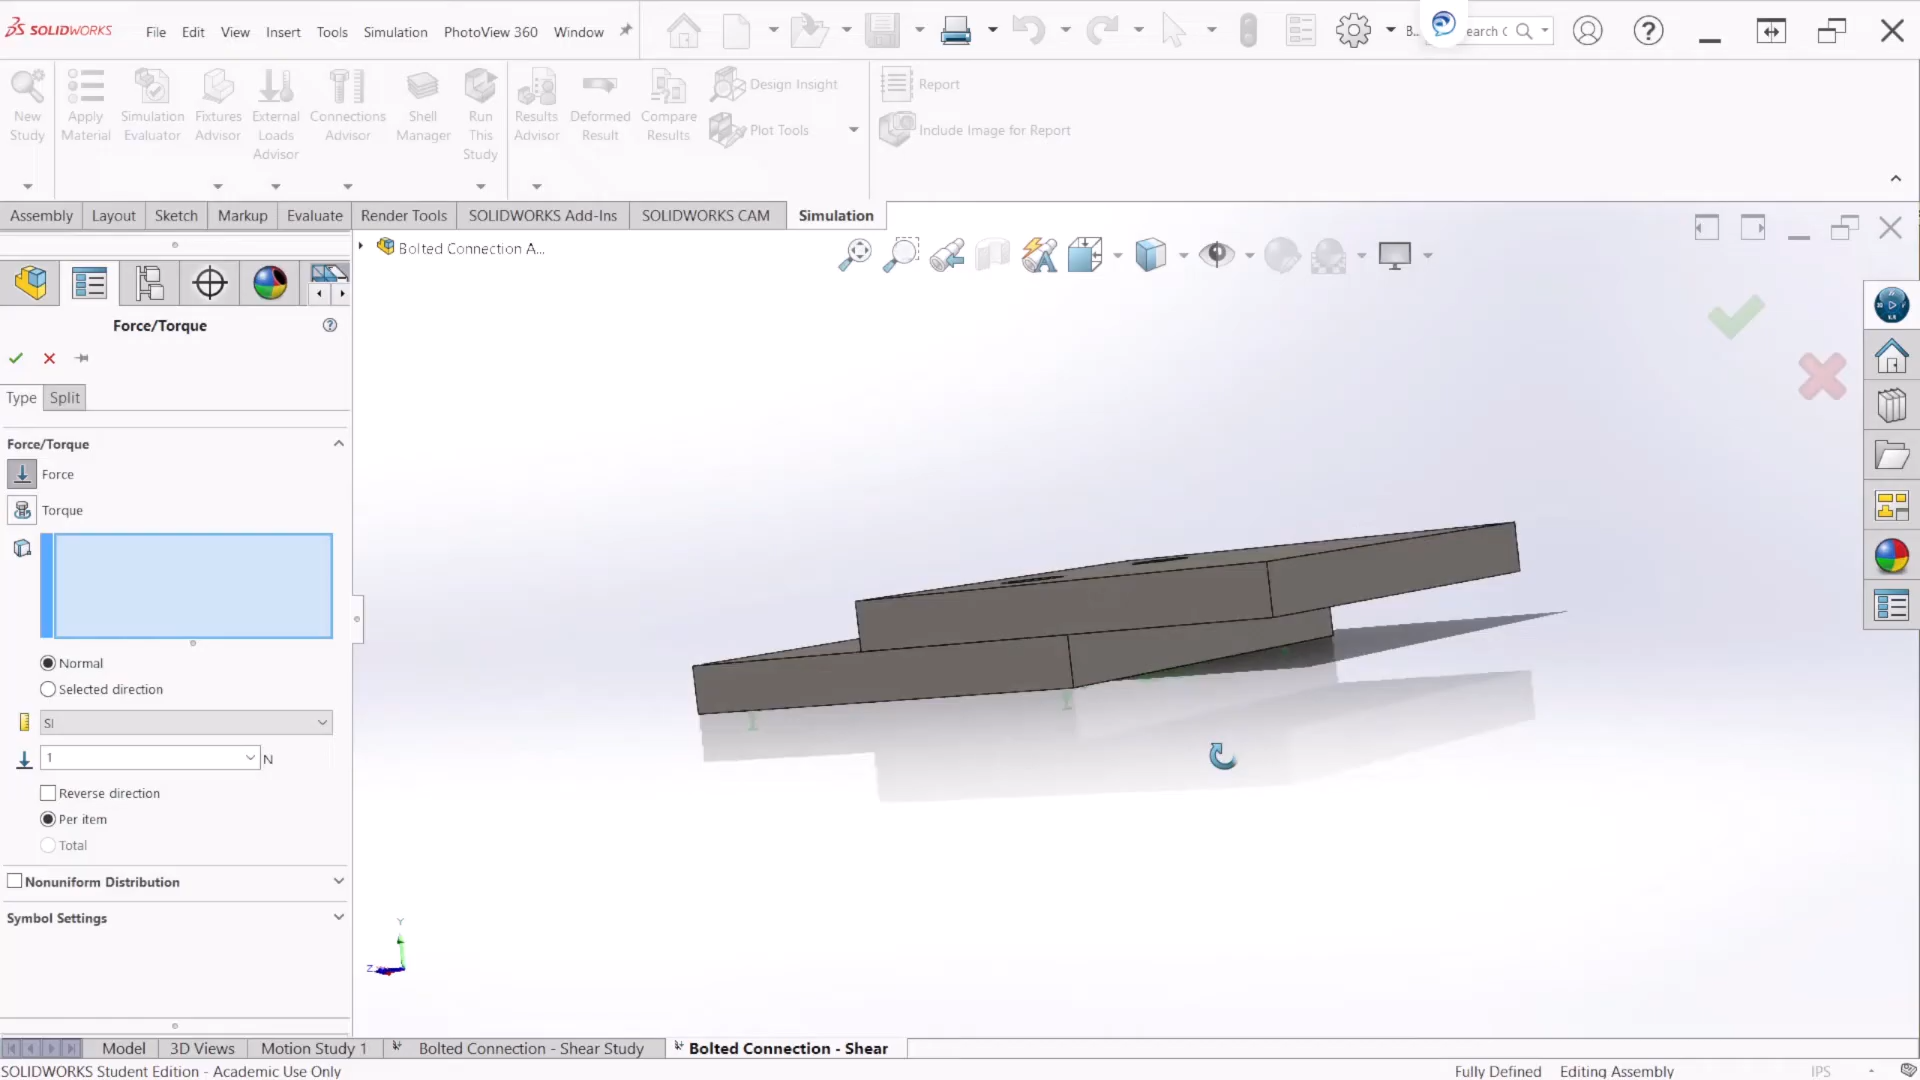 SOLIDWORKS File Edit View Insert Tools Simulation PhotoView 360 Window B.. earch
New Study
Apply Material
Simulation Evaluator
Fixtures Advisor
External Loads Advisor
Connections Advisor
Shell Manager
Run This Study
Results Advisor
Deformed Result
Compare Results
Design Insight
Plot Tools
Report
Include Image for Report
Assembly Layout Sketch Markup Evaluate Render Tools SOLIDWORKS Add-Ins SOLIDWORKS CAM Simulation
Bolted Connection A...
Force/Torque
Type Split
Force/Torque
Force
Torque
Normal
Selected direction
SI
1 N
Reverse direction
Per item
Total
Nonuniform Distribution
Symbol Settings
Y
Z
Model 3D Views Motion Study 1 Bolted Connection - Shear Study Bolted Connection - Shear
SOLIDWORKS Student Edition - Academic Use Only Fully Defined Editing Assembly IPS